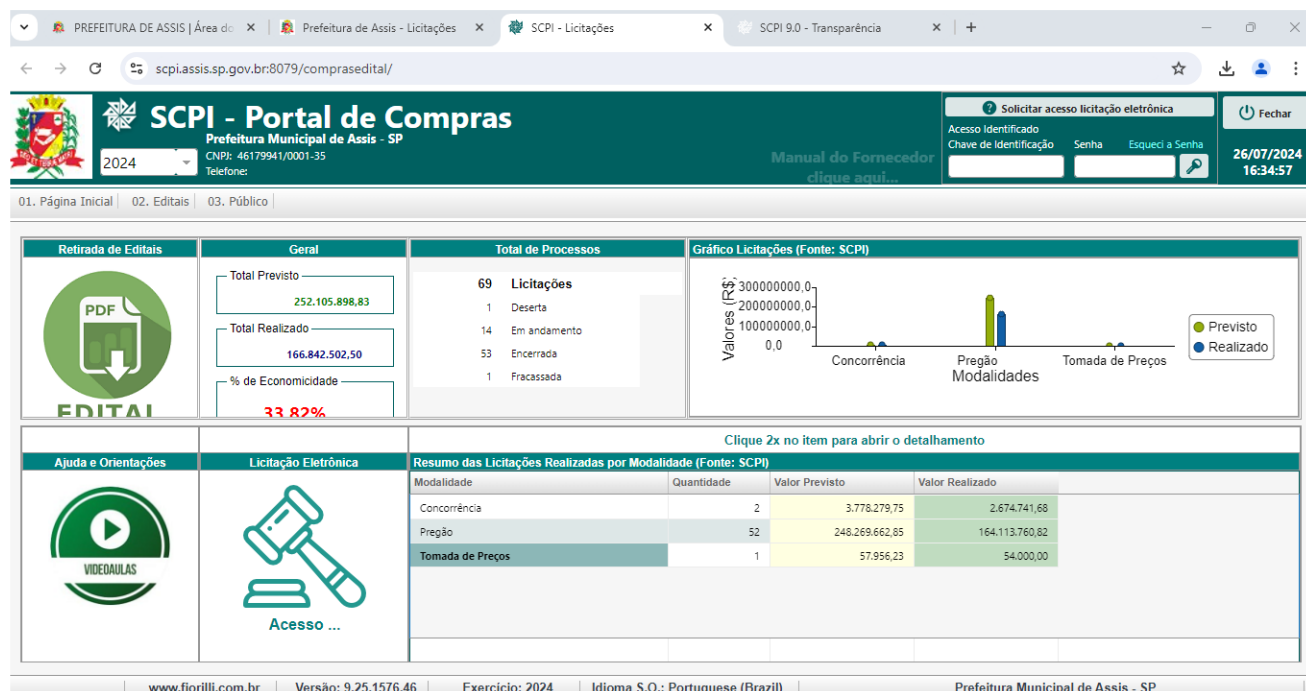 PREFEITURA DE ASSIS | Área do
Prefeitura de Assis - Licitações
SCPI - Licitações
SCPI 9.0 - Transparência
scpi.assis.sp.gov.br:8079/comprasedital/
SCPI - Portal de Compras
Prefeitura Municipal de Assis - SP
CNPJ: 46179941/0001-35
Telefone:
2024
Manual do Fornecedor
clique aqui...
Solicitar acesso licitação eletrônica
Acesso Identificado
Chave de Identificação Senha Esqueci a Senha
Fechar
26/07/2024
16:34:57
01. Página Inicial 02. Editais 03. Público
Retirada de Editais
PDF
EDITAL
Geral
Total Previsto
252.105.898,83
Total Realizado
166.842.502,50
% de Economicidade
33,82%
Total de Processos
69 Licitações
1 Deserta
14 Em andamento
53 Encerrada
1 Fracassada
Gráfico Licitações (Fonte: SCPI)
Valores (R$)
300000000,0
200000000,0
100000000,0
0,0
Concorrência Pregão Tomada de Preços
Modalidades
Previsto
Realizado
Clique 2x no item para abrir o detalhamento
Ajuda e Orientações
VIDEOAULAS
Licitação Eletrônica
Acesso ...
Resumo das Licitações Realizadas por Modalidade (Fonte: SCPI)
Modalidade Quantidade Valor Previsto Valor Realizado
Concorrência 2 3.778.279,75 2.674.741,68
Pregão 52 248.269.662,85 164.113.760,82
Tomada de Preços 1 57.956,23 54.000,00
www.fiorilli.com.br Versão: 9.25.1576.46 Exercício: 2024 Idioma S.O.: Portuguese (Brazil) Prefeitura Municipal de Assis - SP